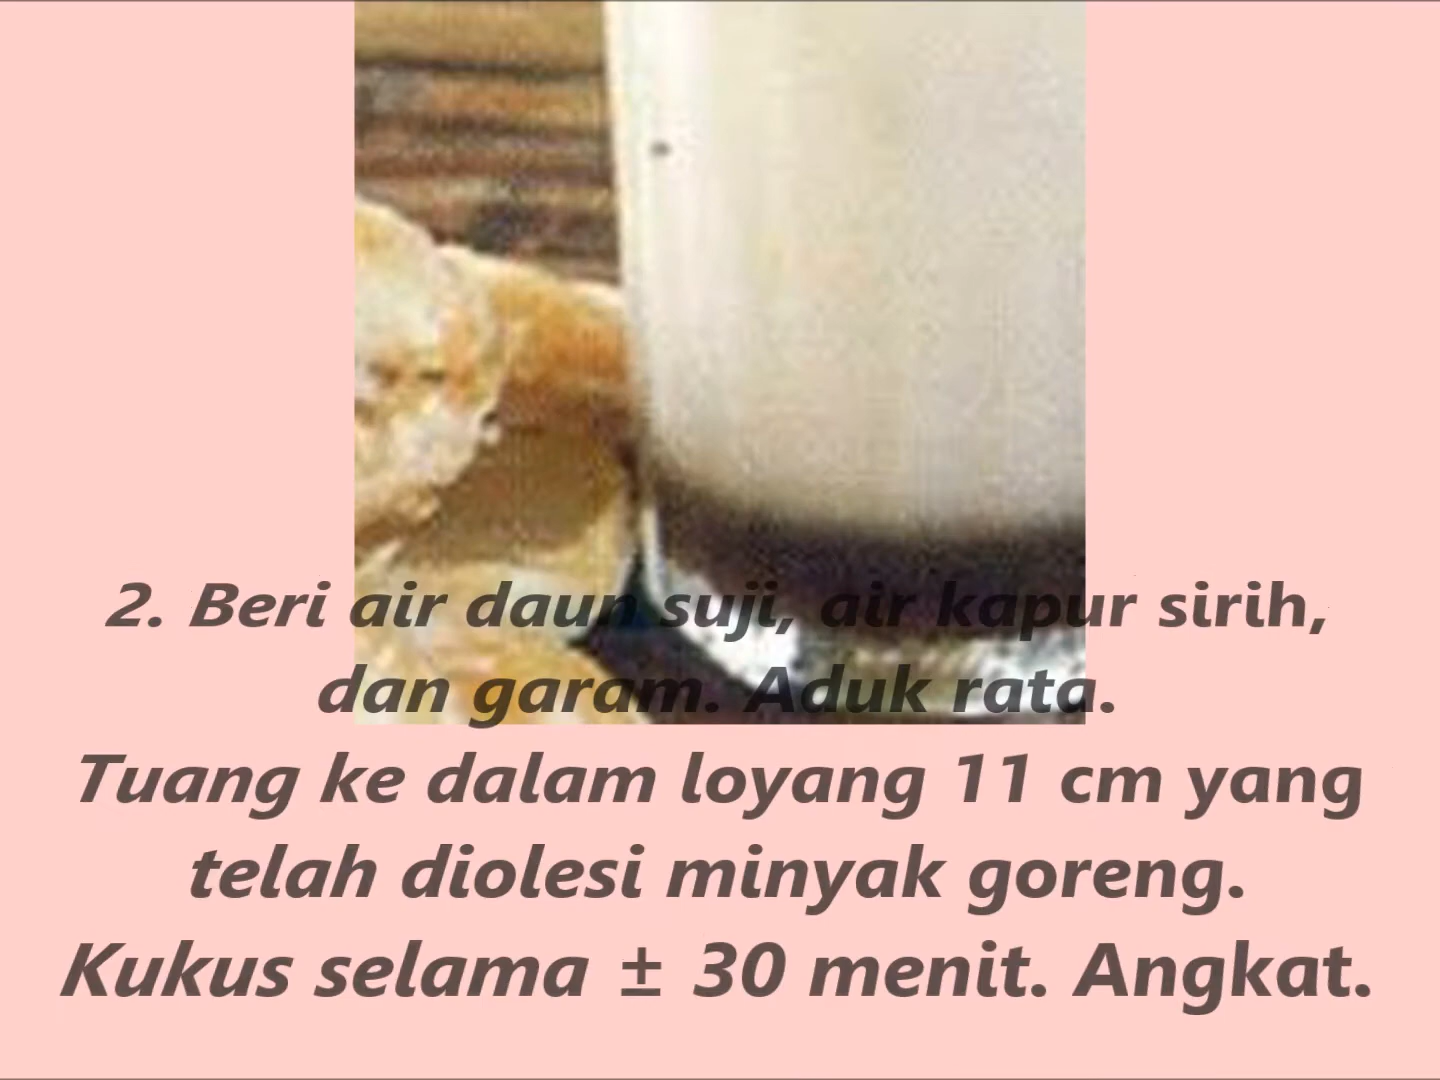 2. Beri air daun suji, air kapur sirih,
dan garam. Aduk rata.
Tuang ke dalam loyang 11 cm yang
telah diolesi minyak goreng.
Kukus selama ± 30 menit. Angkat.